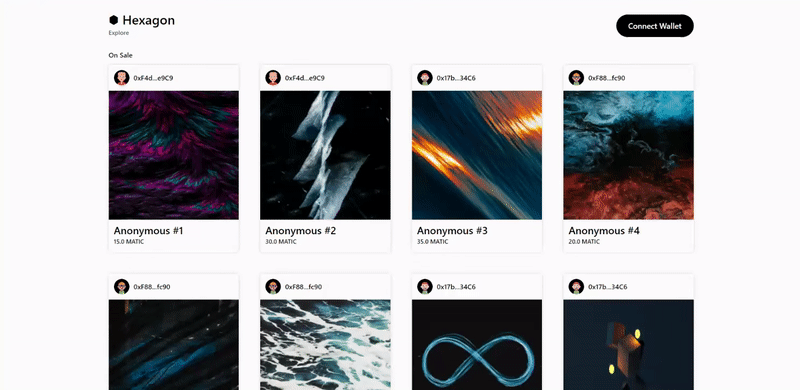 Hexagon
Connect Wallet
Explore
On Sale
0xF4d...e9C9
0xF4d...e9C9
0x17b...34C6
0xF88...fc90
Anonymous #1
15.0 MATIC
Anonymous #2
30.0 MATIC
Anonymous #3
35.0 MATIC
Anonymous #4
20.0 MATIC
0xF88...fc90
0xF88...fc90
0x17b...34C6
0x17b...34C6